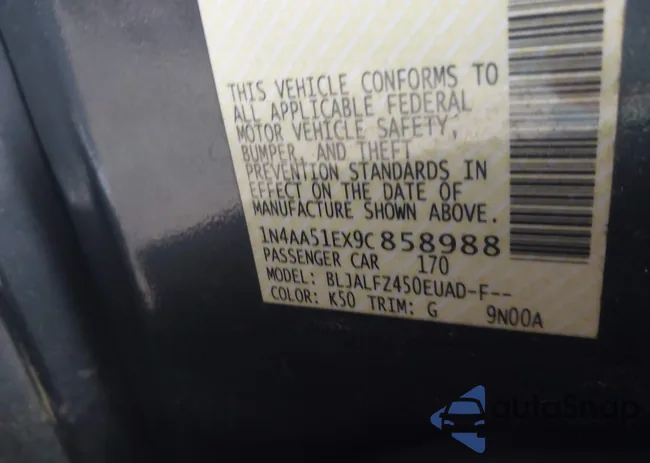 THIS VEHICLE CONFORMS TO
ALL APPLICABLE FEDERAL
MOTOR VEHICLE SAFETY,
BUMPER, AND THEFT
PREVENTION STANDARDS IN
EFFECT ON THE DATE OF
MANUFACTURE SHOWN ABOVE.
1N4AA51EX9C858988
PASSENGER CAR 170
MODEL: BLJALFZ450EUAD-F--
COLOR: K50 TRIM: G 9N00A
autoSnap